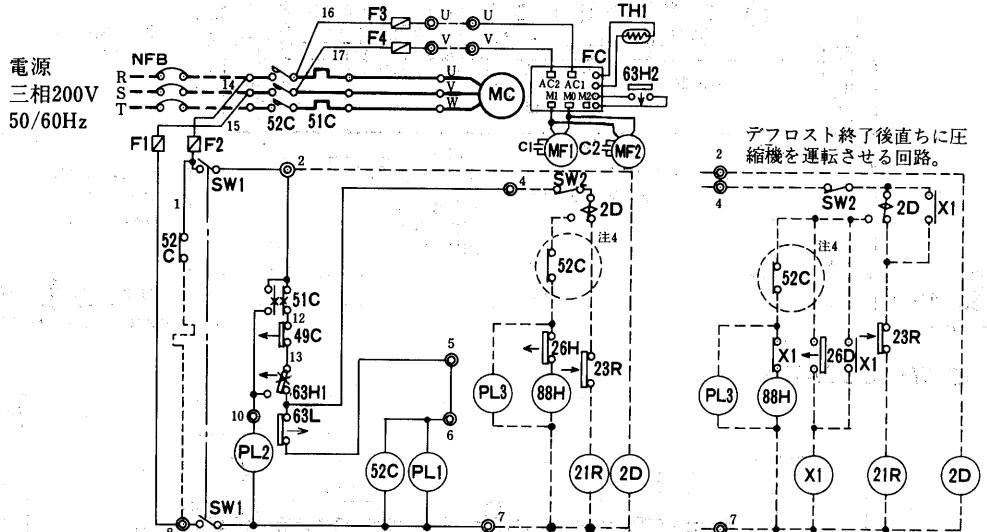 16 F3 U U TH1
F4 V V
17 FC
電源
三相200V
50/60Hz
NFB
R
S
T
14
15
52C 51C
U
V
W
MC
AC2 AC1
M1 M0 M2
63H2
C1 MF1 C2 MF2
F1 F2
SW1
2
4
SW2
2D
注4
1
52
C
52C
51C
12
49C
13
63H1
63L
10
PL2
5
6
52C PL1
26H
23R
PL3
88H
21R 2D
SW1
7
デフロスト終了後直ちに圧
縮機を運転させる回路。
2
4
SW2
2D X1
注4
52C
X1 26D X1
23R
PL3
88H
X1 21R 2D
7